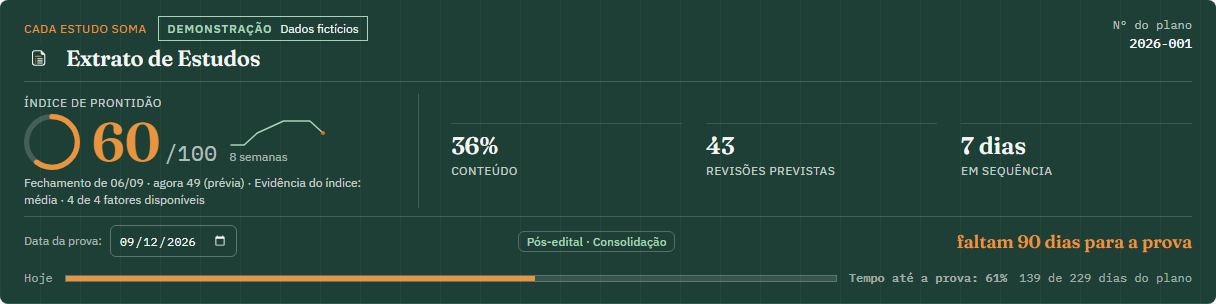 CADA ESTUDO SOMA
DEMONSTRAÇÃO Dados fictícios
Extrato de Estudos
Nº do plano
2026-001
ÍNDICE DE PRONTIDÃO
60 /100
8 semanas
Fechamento de 06/09 · agora 49 (prévia) · Evidência do índice:
média · 4 de 4 fatores disponíveis
36%
CONTEÚDO
43
REVISÕES PREVISTAS
7 dias
EM SEQUÊNCIA
Data da prova: 09/12/2026
Pós-edital · Consolidação
faltam 90 dias para a prova
Hoje
Tempo até a prova: 61% 139 de 229 dias do plano